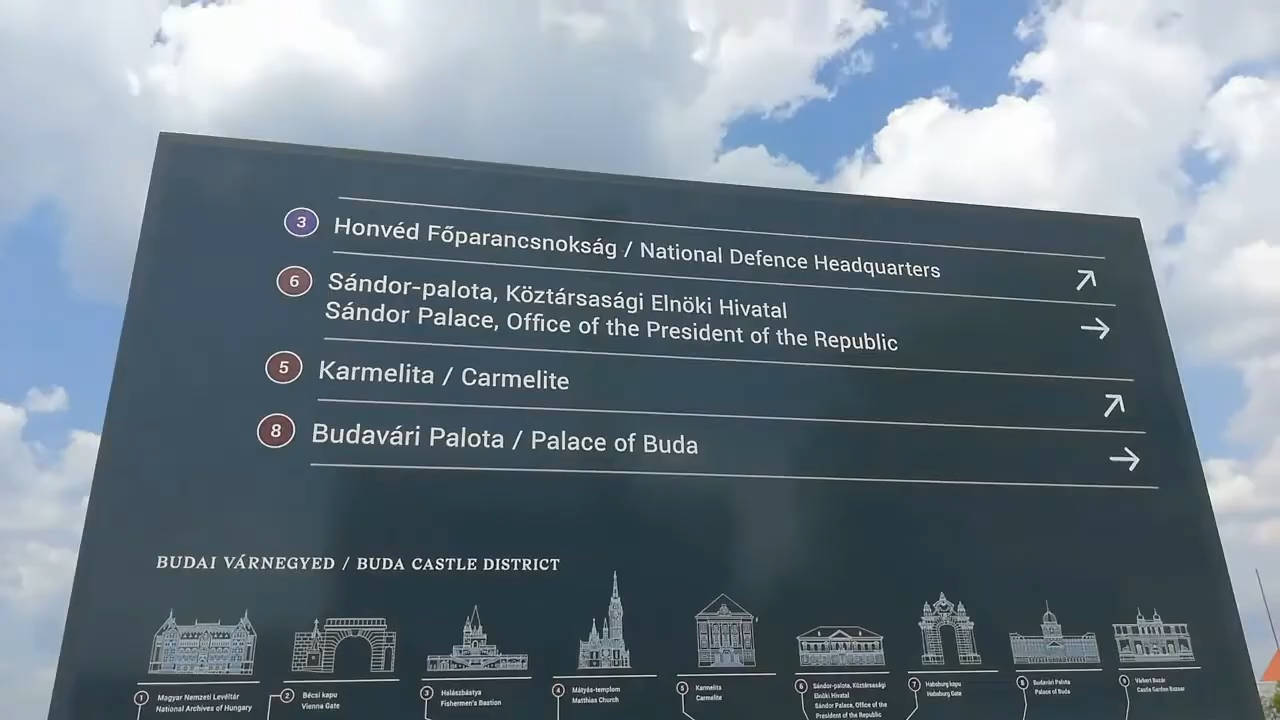 3 Honvéd Főparancsnokság / National Defence Headquarters
6 Sándor-palota, Köztársasági Elnöki Hivatal
Sándor Palace, Office of the President of the Republic
5 Karmelita / Carmelite
8 Budavári Palota / Palace of Buda
BUDAI VÁRNEGYED / BUDA CASTLE DISTRICT
1 Magyar Nemzeti Levéltár
National Archives of Hungary
2 Bécsi kapu
Vienna Gate
3 Halászbástya
Fishermen's Bastion
4 Mátyás-templom
Matthias Church
5 Karmelita
Carmelite
6 Sándor-palota, Köztársasági
Elnöki Hivatal
Sándor Palace, Office of the
President of the Republic
7 Habsburg kapu
Habsburg Gate
8 Budavári Palota
Palace of Buda
9 Várkert Bazár
Castle Garden Bazaar